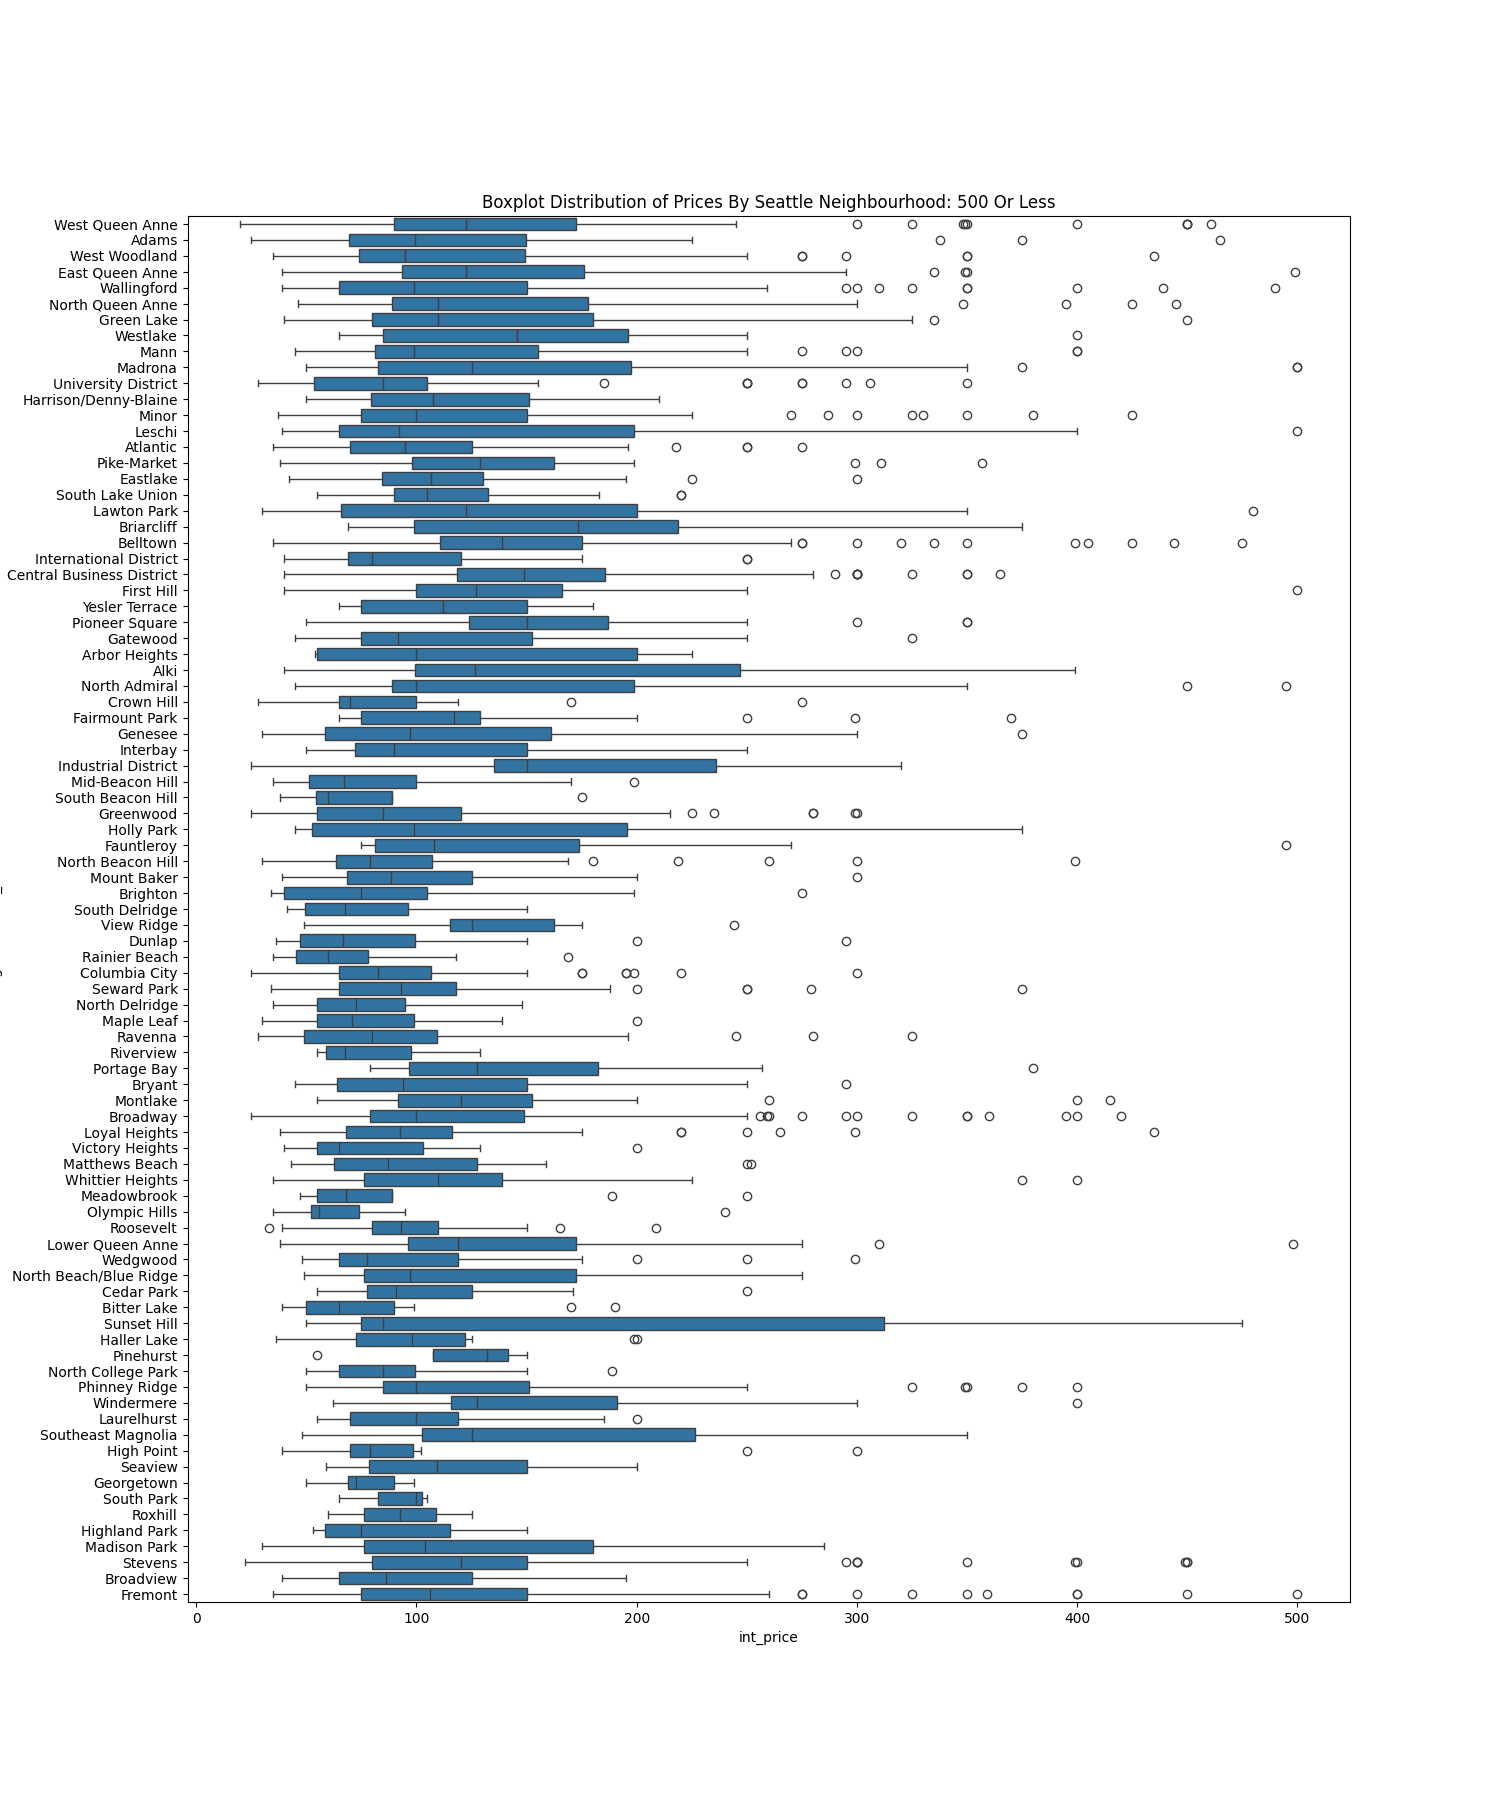 Boxplot Distribution of Prices By Seattle Neighbourhood: 500 Or Less
West Queen Anne
Adams
West Woodland
East Queen Anne
Wallingford
North Queen Anne
Green Lake
Westlake
Mann
Madrona
University District
Harrison/Denny-Blaine
Minor
Leschi
Atlantic
Pike-Market
Eastlake
South Lake Union
Lawton Park
Briarcliff
Belltown
International District
Central Business District
First Hill
Yesler Terrace
Pioneer Square
Gatewood
Arbor Heights
Alki
North Admiral
Crown Hill
Fairmount Park
Genesee
Interbay
Industrial District
Mid-Beacon Hill
South Beacon Hill
Greenwood
Holly Park
Fauntleroy
North Beacon Hill
Mount Baker
Brighton
South Delridge
View Ridge
Dunlap
Rainier Beach
Columbia City
Seward Park
North Delridge
Maple Leaf
Ravenna
Riverview
Portage Bay
Bryant
Montlake
Broadway
Loyal Heights
Victory Heights
Matthews Beach
Whittier Heights
Meadowbrook
Olympic Hills
Roosevelt
Lower Queen Anne
Wedgwood
North Beach/Blue Ridge
Cedar Park
Bitter Lake
Sunset Hill
Haller Lake
Pinehurst
North College Park
Phinney Ridge
Windermere
Laurelhurst
Southeast Magnolia
High Point
Seaview
Georgetown
South Park
Roxhill
Highland Park
Madison Park
Stevens
Broadview
Fremont
0 100 200 300 400 500
int_price